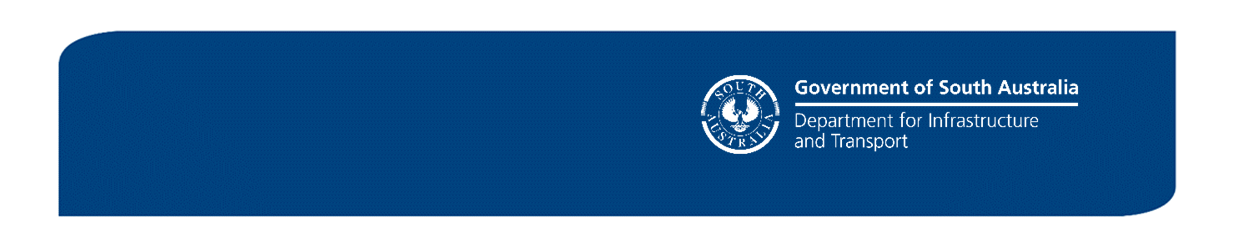 SOUTH
AUSTRALIA
Government of South Australia
Department for Infrastructure
and Transport